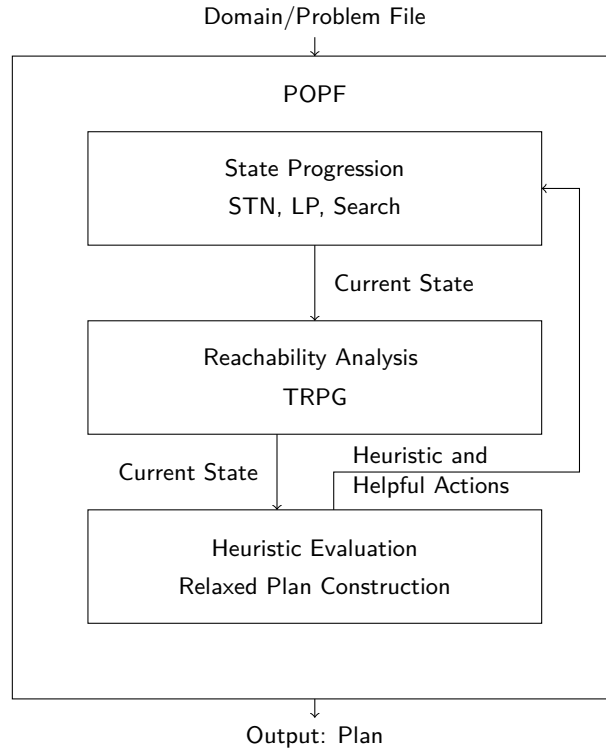 Domain/Problem File
POPF
State Progression
STN, LP, Search
Current State
Reachability Analysis
TRPG
Current State
Heuristic and
Helpful Actions
Heuristic Evaluation
Relaxed Plan Construction
Output: Plan